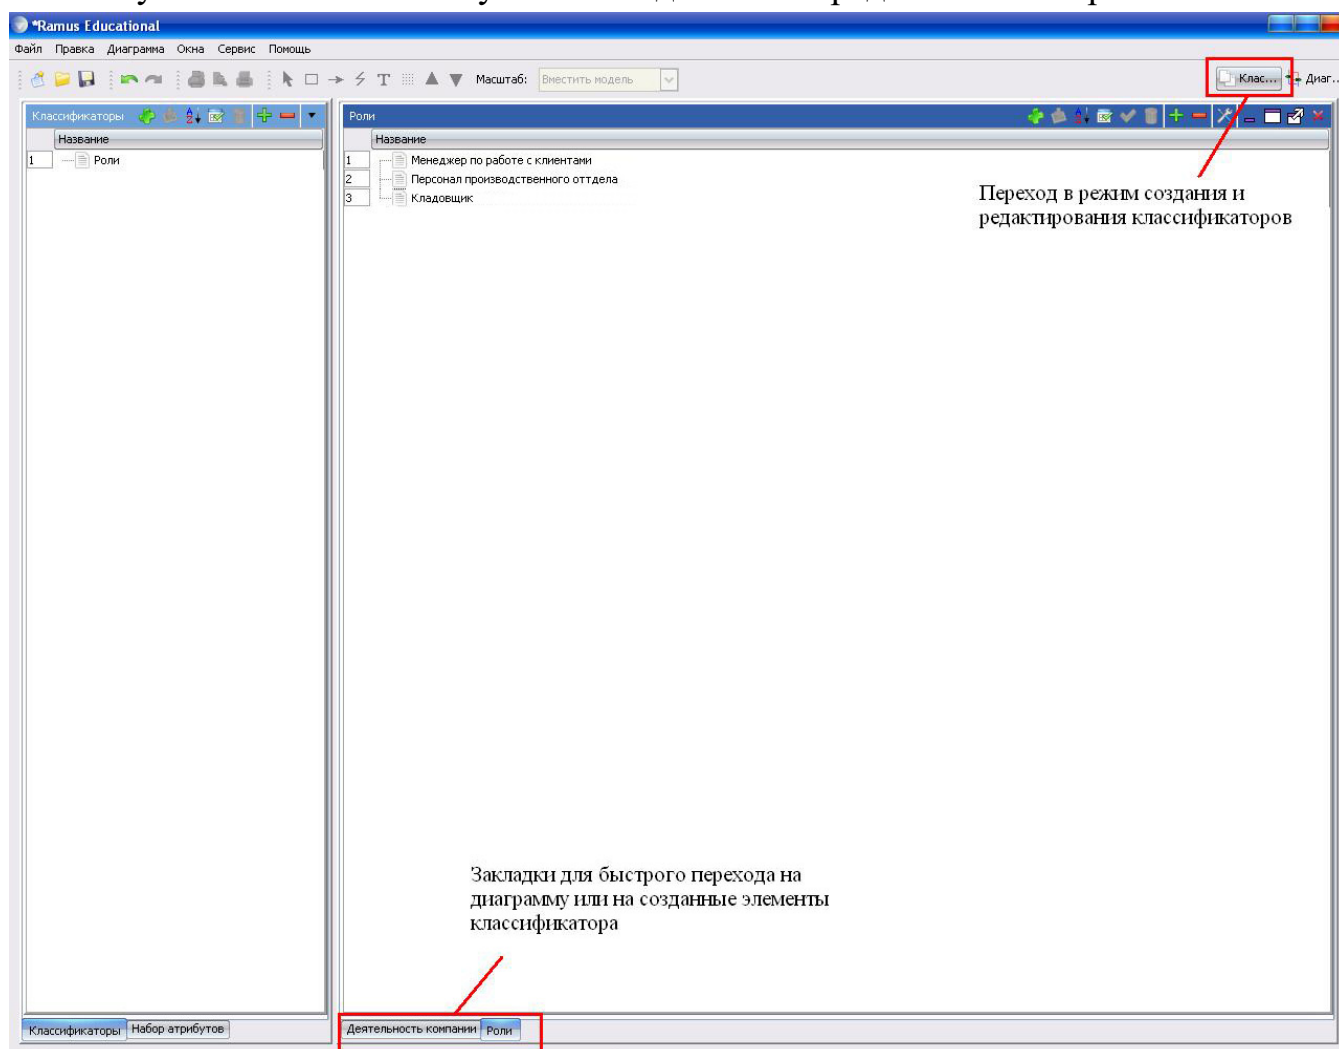 *Ramus Educational
Файл Правка Диаграмма Окна Сервис Помощь
Масштаб: Вместить модель Клас... Диаг...
Классификаторы
Роли
Название
Название
1 Роли
1 Менеджер по работе с клиентами
2 Персонал производственного оттдела
3 Кладовщик
Переход в режим создания и
редактирования классификаторов
Закладки для быстрого перехода на
диаграмму или на созданные элементы
классификатора
Классификаторы Набор атрибутов
Деятельность компании Роли